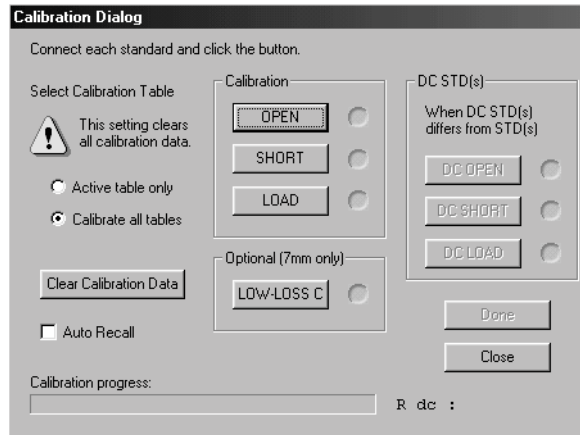 Calibration Dialog
Connect each standard and click the button.
Select Calibration Table
This setting clears
all calibration data.
Active table only
Calibrate all tables
Clear Calibration Data
Auto Recall
Calibration
OPEN
SHORT
LOAD
Optional (7mm only)
LOW-LOSS C
DC STD(s)
When DC STD(s)
differs from STD(s)
DC OPEN
DC SHORT
DC LOAD
Done
Close
Calibration progress:
R dc :